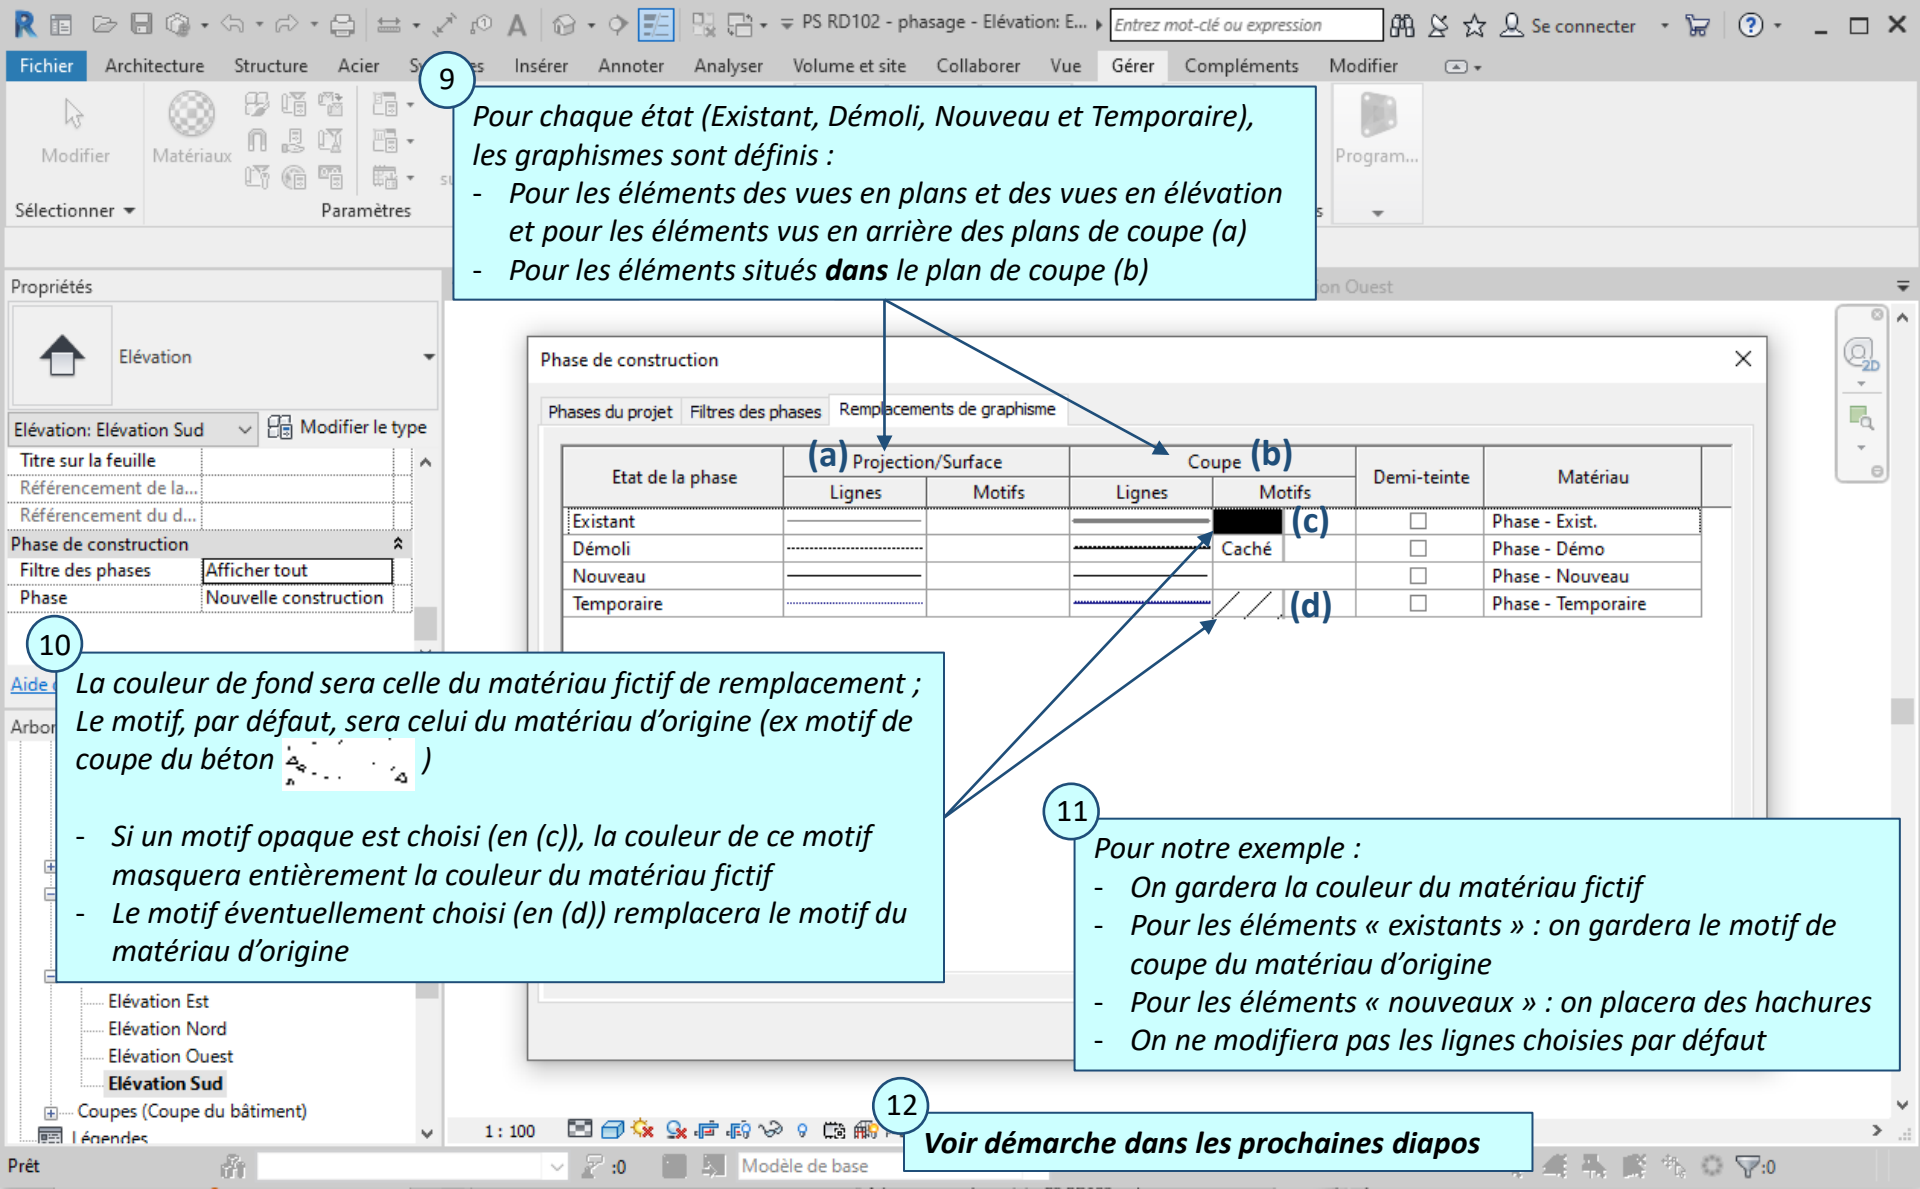 PS RD102 - phasage - Elévation: E...
Entrez mot-clé ou expression
Se connecter
Fichier Architecture Structure Acier Insérer Annoter Analyser Volume et site Collaborer Vue Gérer Compléments Modifier
9
Pour chaque état (Existant, Démoli, Nouveau et Temporaire),
les graphismes sont définis :
- Pour les éléments des vues en plans et des vues en élévation
et pour les éléments vus en arrière des plans de coupe (a)
- Pour les éléments situés dans le plan de coupe (b)
Modifier
Matériaux
Program...
Sélectionner
Paramètres
Propriétés
Ouest
Elévation
2D
Elévation: Elévation Sud
Modifier le type
Titre sur la feuille
Référencement de la...
Référencement du d...
Phase de construction
Filtre des phases Afficher tout
Phase Nouvelle construction
Phase de construction
Phases du projet Filtres des phases Remplacements de graphisme
Etat de la phase (a) Projection/Surface Coupe (b) Demi-teinte Matériau
Lignes Motifs Lignes Motifs
Existant (c) Phase - Exist.
Démoli Caché Phase - Démo
Nouveau Phase - Nouveau
Temporaire (d) Phase - Temporaire
10
La couleur de fond sera celle du matériau fictif de remplacement ;
Le motif, par défaut, sera celui du matériau d’origine (ex motif de
coupe du béton )
- Si un motif opaque est choisi (en (c)), la couleur de ce motif
masquera entièrement la couleur du matériau fictif
- Le motif éventuellement choisi (en (d)) remplacera le motif du
matériau d’origine
Aide
Arbor
11
Pour notre exemple :
- On gardera la couleur du matériau fictif
- Pour les éléments « existants » : on gardera le motif de
coupe du matériau d’origine
- Pour les éléments « nouveaux » : on placera des hachures
- On ne modifiera pas les lignes choisies par défaut
Elévation Est
Elévation Nord
Elévation Ouest
Elévation Sud
Coupes (Coupe du bâtiment)
Légendes
1 : 100
12
Voir démarche dans les prochaines diapos
Prêt
:0
Modèle de base
:0